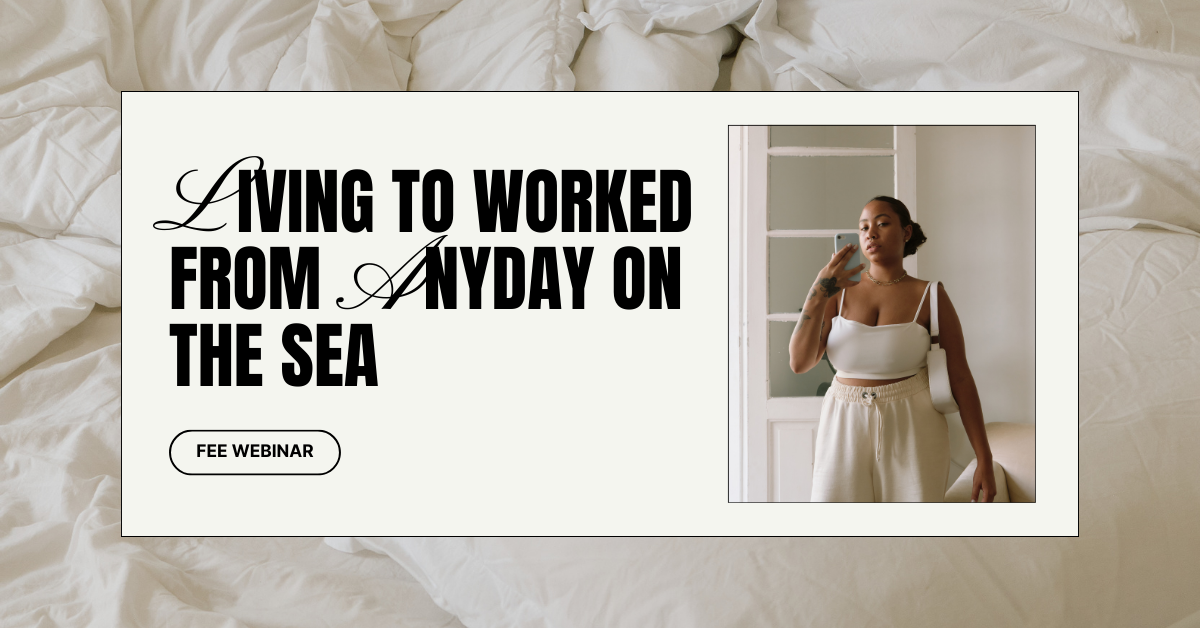 LIVING TO WORKED
FROM ANYDAY ON
THE SEA
FEE WEBINAR